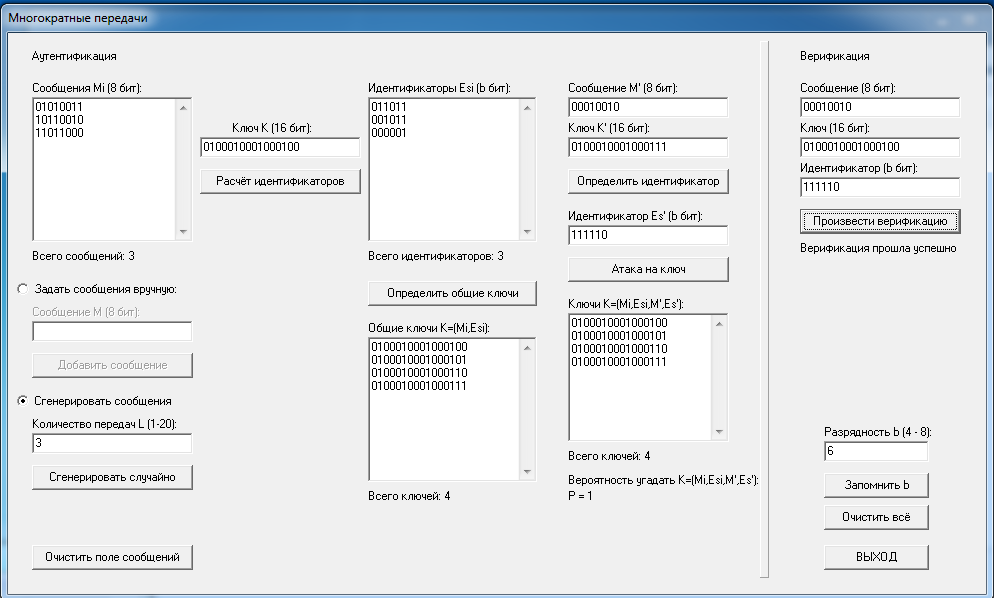 Многократные передачи
Аутентификация
Сообщения Mi (8 бит):
01010011
10110010
11011000
Всего сообщений: 3
Задать сообщения вручную:
Сообщение M (8 бит):
Добавить сообщение
Сгенерировать сообщения
Количество передач L (1-20):
3
Сгенерировать случайно
Очистить поле сообщений
Ключ K (16 бит):
0100010001000100
Расчёт идентификаторов
Идентификаторы Esi (b бит):
011011
001011
000001
Всего идентификаторов: 3
Определить общие ключи
Общие ключи K=(Mi,Esi):
0100010001000100
0100010001000101
0100010001000110
0100010001000111
Всего ключей: 4
Сообщение M' (8 бит):
00010010
Ключ K' (16 бит):
0100010001000111
Определить идентификатор
Идентификатор Es' (b бит):
111110
Атака на ключ
Ключи K=(Mi,Esi,M',Es'):
0100010001000100
0100010001000101
0100010001000110
0100010001000111
Всего ключей: 4
Вероятность угадать K=(Mi,Esi,M',Es'):
P = 1
Верификация
Сообщение (8 бит):
00010010
Ключ (16 бит):
0100010001000100
Идентификатор (b бит):
111110
Произвести верификацию
Верификация прошла успешно
Разрядность b (4 - 8):
6
Запомнить b
Очистить всё
ВЫХОД